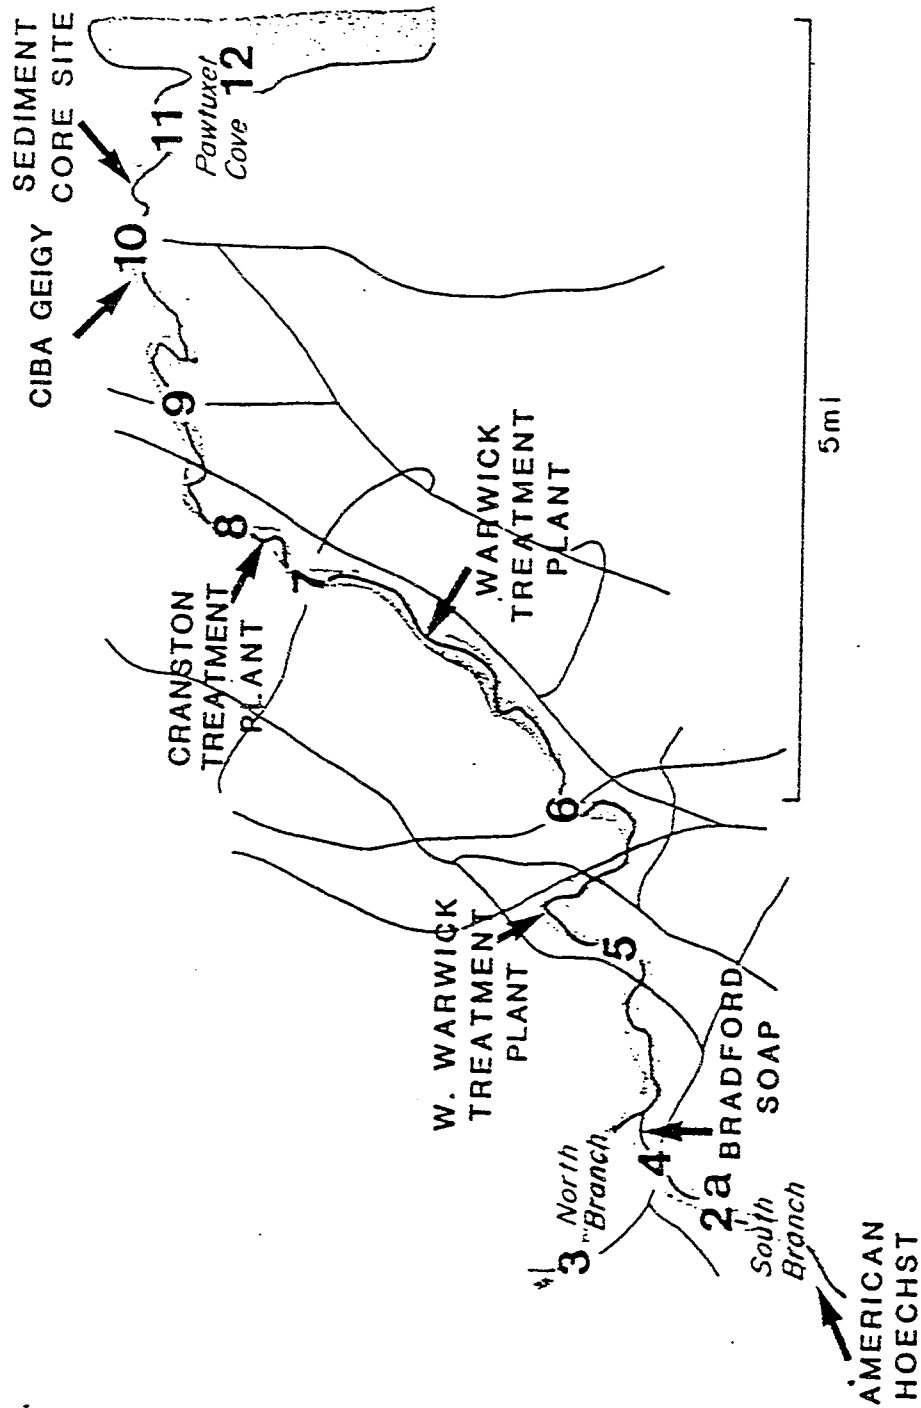 SEDIMENT
CORE SITE
CIBA GEIGY
10
11
Pawtuxet
Cove
12
9
8
7
CRANSTON
TREATMENT
PLANT
WARWICK
TREATMENT
PLANT
6
5ml
W. WARWICK
TREATMENT
PLANT
5
BRADFORD
SOAP
4
North
Branch
3
2a
South
Branch
AMERICAN
HOECHST